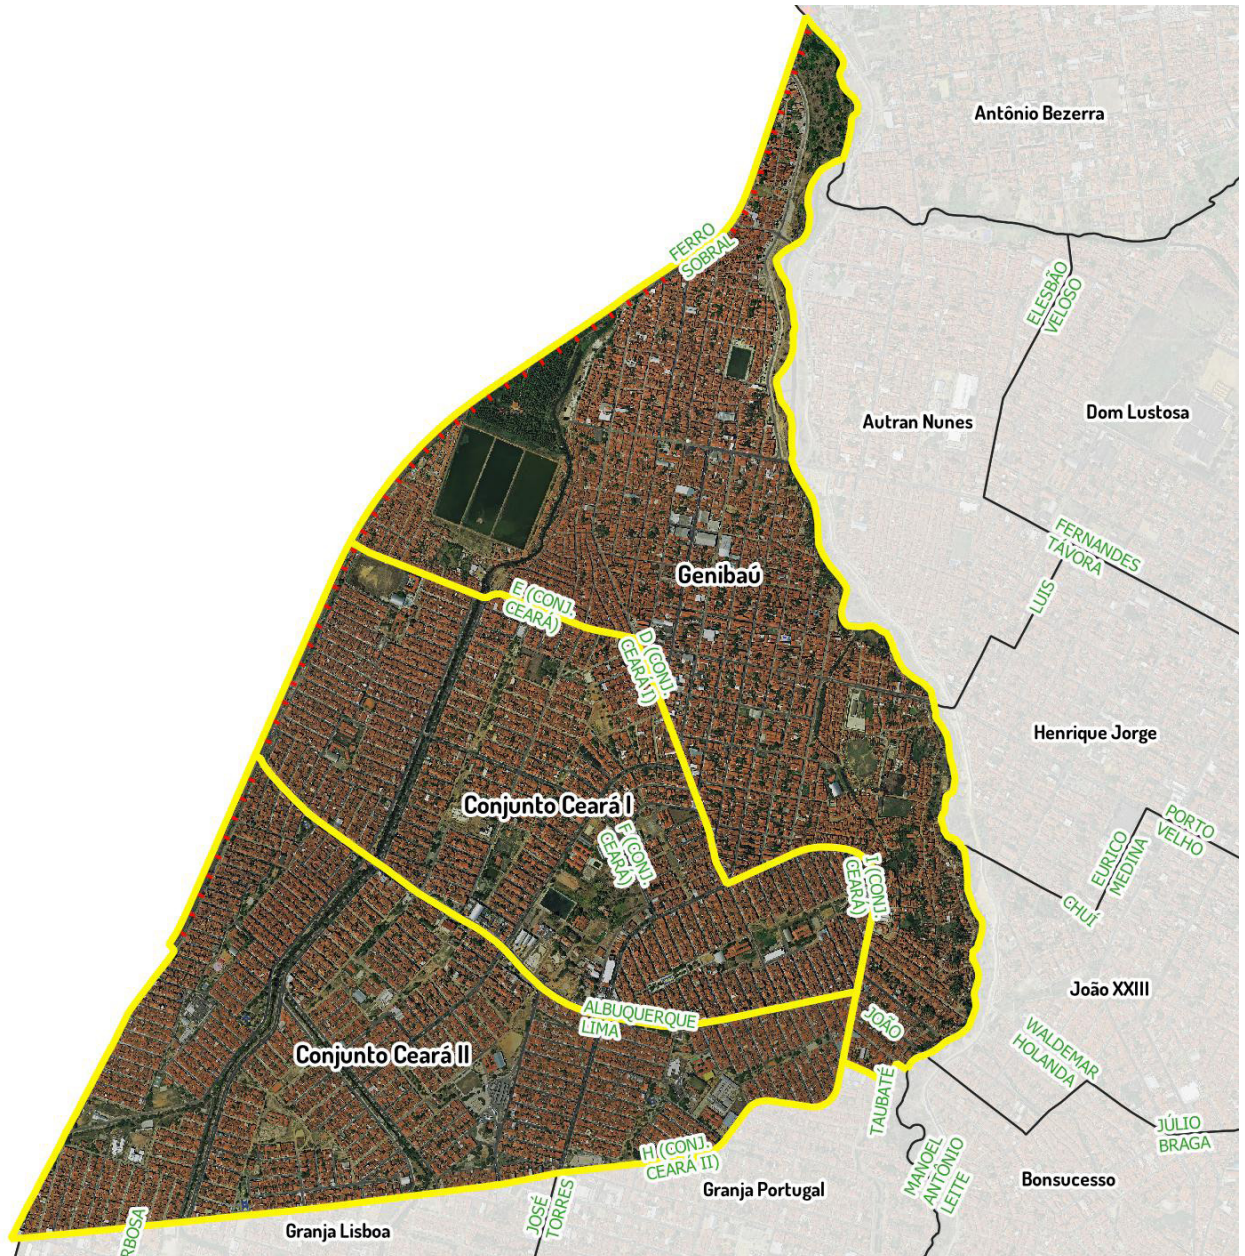 Antônio Bezerra
FERRO
SOBRAL
ELESBÃO
VELOSO
Autran Nunes
Dom Lustosa
FERNANDES
TÁVORA
LUIS
Genibaú
E (CONJ.
CEARÁ)
D (CONJ.
CEARÁ I)
Henrique Jorge
Conjunto Ceará I
F (CONJ.
CEARÁ)
PORTO
VELHO
EURICO
MEDINA
I (CONJ.
CEARÁ)
CHUÍ
João XXIII
ALBUQUERQUE
LIMA
JOÃO
Conjunto Ceará II
WALDEMAR
HOLANDA
TAUBATÉ
JÚLIO
BRAGA
H (CONJ.
CEARÁ II)
MANOEL
ANTÔNIO
LEITE
Bonsucesso
Granja Portugal
JOSÉ
TORRES
Granja Lisboa